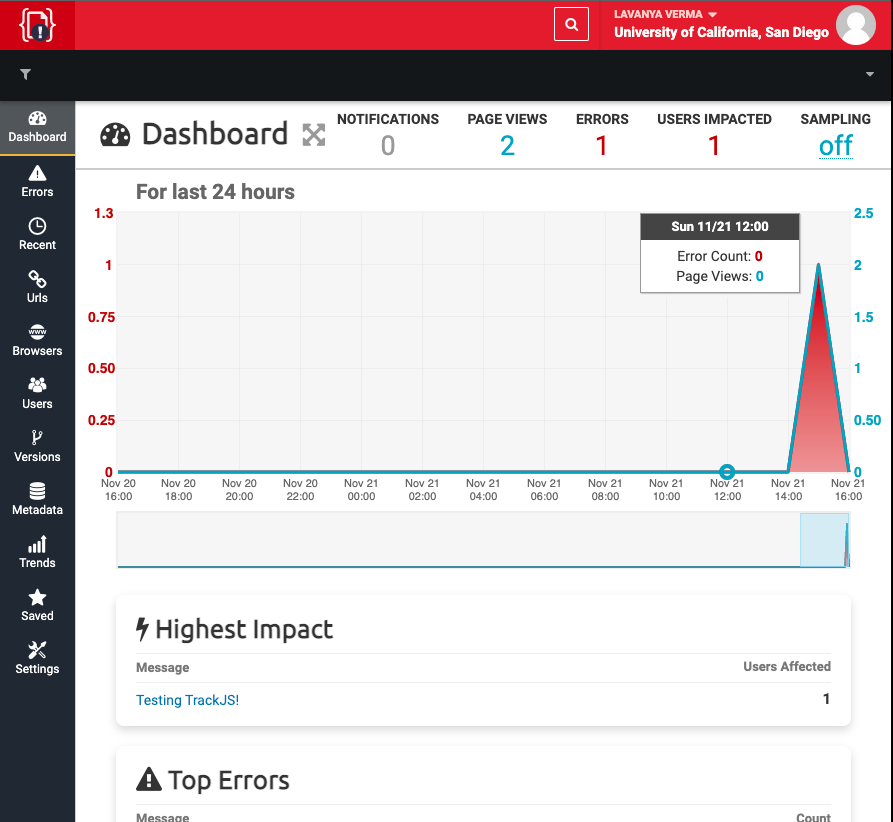 LAVANYA VERMA
University of California, San Diego
Dashboard
Errors
Recent
Urls
Browsers
Users
Versions
Metadata
Trends
Saved
Settings
Dashboard
NOTIFICATIONS
0
PAGE VIEWS
2
ERRORS
1
USERS IMPACTED
1
SAMPLING
off
For last 24 hours
1.3
1
0.75
0.50
0.25
0
2.5
2
1.5
1
0.50
0
Sun 11/21 12:00
Error Count: 0
Page Views: 0
Nov 20 16:00
Nov 20 18:00
Nov 20 20:00
Nov 20 22:00
Nov 21 00:00
Nov 21 02:00
Nov 21 04:00
Nov 21 06:00
Nov 21 08:00
Nov 21 10:00
Nov 21 12:00
Nov 21 14:00
Nov 21 16:00
Highest Impact
Message Users Affected
Testing TrackJS! 1
Top Errors
Message Count